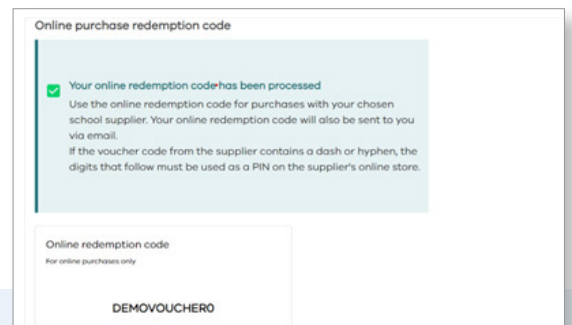 Online purchase redemption code
Your online redemption code has been processed
Use the online redemption code for purchases with your chosen
school supplier. Your online redemption code will also be sent to you
via email.
If the voucher code from the supplier contains a dash or hyphen, the
digits that follow must be used as a PIN on the supplier's online store.
Online redemption code
For online purchases only
DEMOVOUCHER0